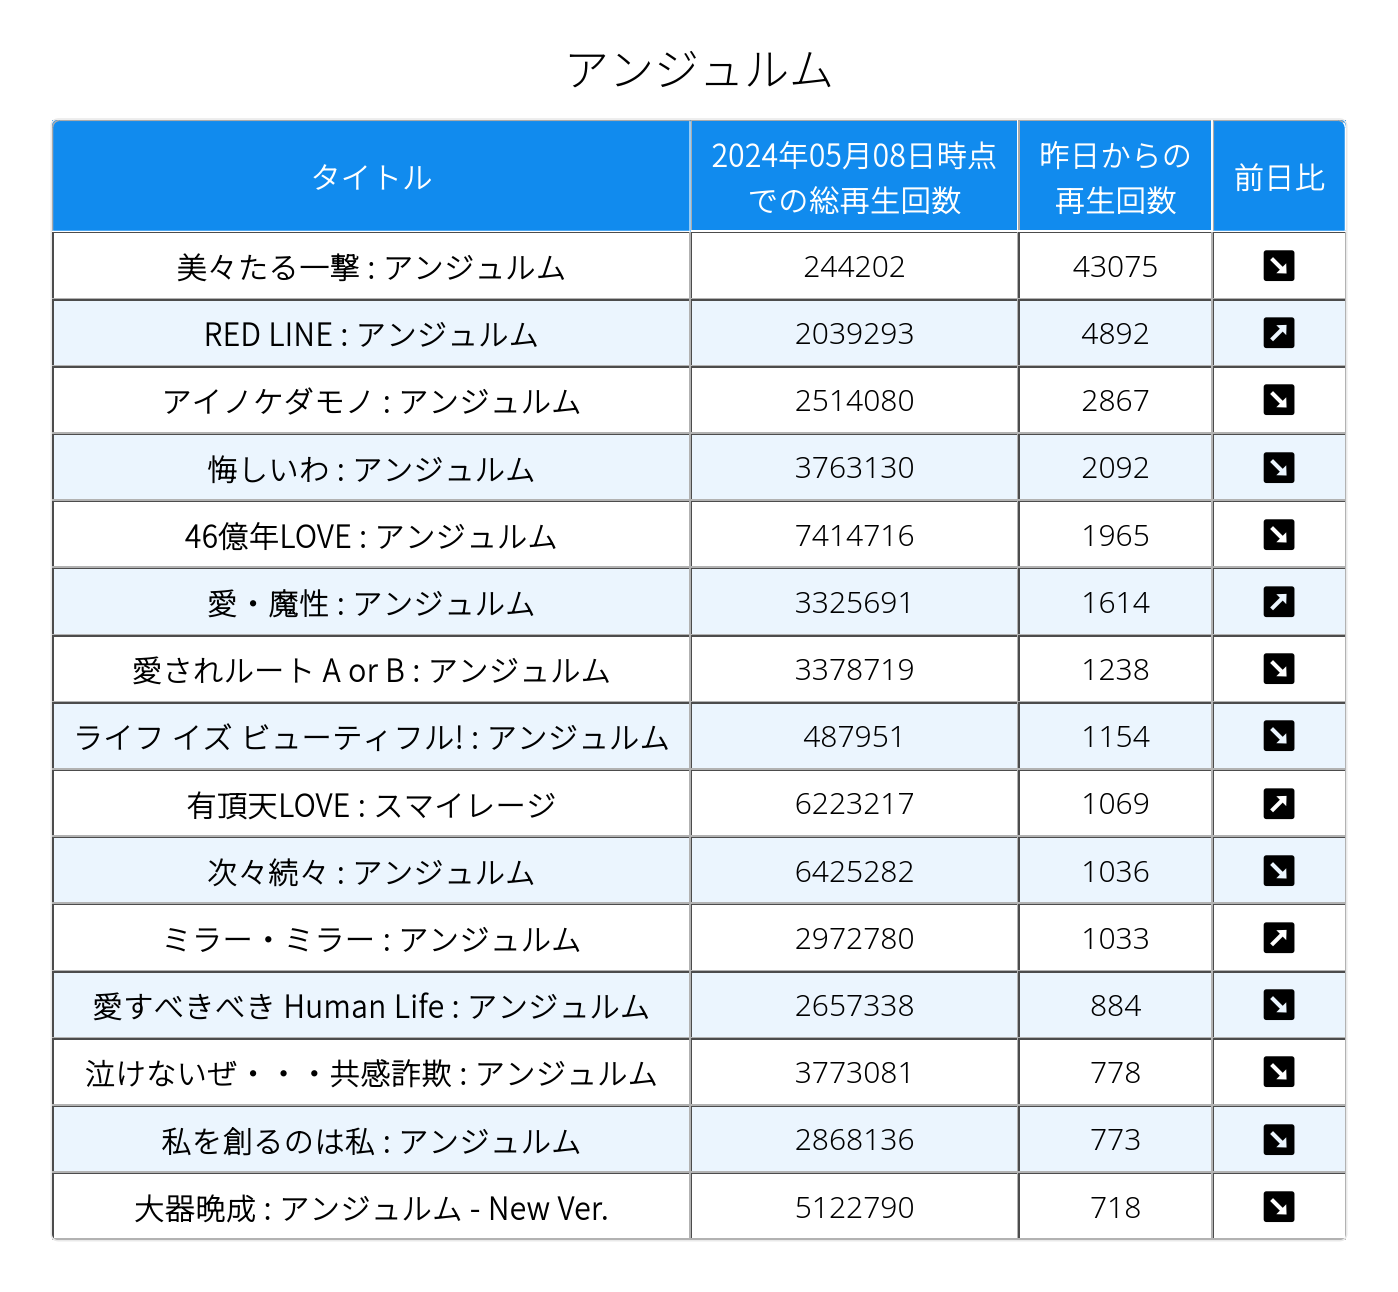 アンジュルム
タイトル 2024年05月08日時点での総再生回数 昨日からの再生回数 前日比
美々たる一撃 : アンジュルム 244202 43075 ↘
RED LINE : アンジュルム 2039293 4892 ↗
アイノケダモノ : アンジュルム 2514080 2867 ↘
悔しいわ : アンジュルム 3763130 2092 ↘
46億年LOVE : アンジュルム 7414716 1965 ↘
愛・魔性 : アンジュルム 3325691 1614 ↗
愛されルート A or B : アンジュルム 3378719 1238 ↘
ライフ イズ ビューティフル! : アンジュルム 487951 1154 ↘
有頂天LOVE : スマイレージ 6223217 1069 ↗
次々続々 : アンジュルム 6425282 1036 ↘
ミラー・ミラー : アンジュルム 2972780 1033 ↗
愛すべきべき Human Life : アンジュルム 2657338 884 ↘
泣けないぜ・・・共感詐欺 : アンジュルム 3773081 778 ↘
私を創るのは私 : アンジュルム 2868136 773 ↘
大器晩成 : アンジュルム - New Ver. 5122790 718 ↘